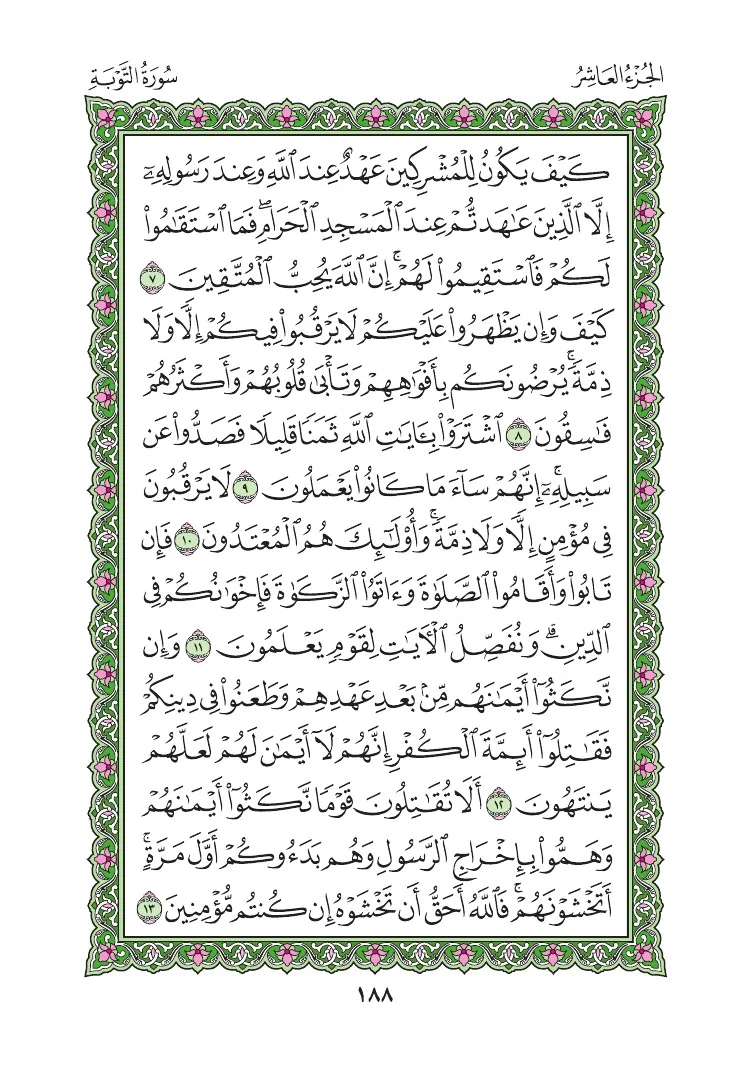 الجُزْءُ العَاشِرُ
سُورَةُ التَّوْبَةِ
كَيْفَ يَكُونُ لِلْمُشْرِكِينَ عَهْدٌ عِندَ ٱللَّهِ وَعِندَ رَسُولِهِۦٓ
إِلَّا ٱلَّذِينَ عَٰهَدتُّمْ عِندَ ٱلْمَسْجِدِ ٱلْحَرَامِۖ فَمَا ٱسْتَقَٰمُوا۟
لَكُمْ فَٱسْتَقِيمُوا۟ لَهُمْۚ إِنَّ ٱللَّهَ يُحِبُّ ٱلْمُتَّقِينَ ٧
كَيْفَ وَإِن يَظْهَرُوا۟ عَلَيْكُمْ لَا يَرْقُبُوا۟ فِيكُمْ إِلًّا وَلَا
ذِمَّةًۚ يُرْضُونَكُم بِأَفْوَٰهِهِمْ وَتَأْبَىٰ قُلُوبُهُمْ وَأَكْثَرُهُمْ
فَٰسِقُونَ ٨ ٱشْتَرَوْا۟ بِـَٔايَٰتِ ٱللَّهِ ثَمَنًا قَلِيلًا فَصَدُّوا۟ عَن
سَبِيلِهِۦٓۚ إِنَّهُمْ سَآءَ مَا كَانُوا۟ يَعْمَلُونَ ٩ لَا يَرْقُبُونَ
فِى مُؤْمِنٍ إِلًّا وَلَا ذِمَّةًۚ وَأُو۟لَٰٓئِكَ هُمُ ٱلْمُعْتَدُونَ ١٠ فَإِن
تَابُوا۟ وَأَقَامُوا۟ ٱلصَّلَوٰةَ وَءَاتَوُا۟ ٱلزَّكَوٰةَ فَإِخْوَٰنُكُمْ فِى
ٱلدِّينِۗ وَنُفَصِّلُ ٱلْـَٔايَٰتِ لِقَوْمٍ يَعْلَمُونَ ١١ وَإِن
نَّكَثُوٓا۟ أَيْمَٰنَهُم مِّنۢ بَعْدِ عَهْدِهِمْ وَطَعَنُوا۟ فِى دِينِكُمْ
فَقَٰتِلُوٓا۟ أَئِمَّةَ ٱلْكُفْرِ إِنَّهُمْ لَآ أَيْمَٰنَ لَهُمْ لَعَلَّهُمْ
يَنتَهُونَ ١٢ أَلَا تُقَٰتِلُونَ قَوْمًا نَّكَثُوٓا۟ أَيْمَٰنَهُمْ
وَهَمُّوا۟ بِإِخْرَاجِ ٱلرَّسُولِ وَهُم بَدَءُوكُمْ أَوَّلَ مَرَّةٍۚ
أَتَخْشَوْنَهُمْۚ فَٱللَّهُ أَحَقُّ أَن تَخْشَوْهُ إِن كُنتُم مُّؤْمِنِينَ ١٣
١٨٨